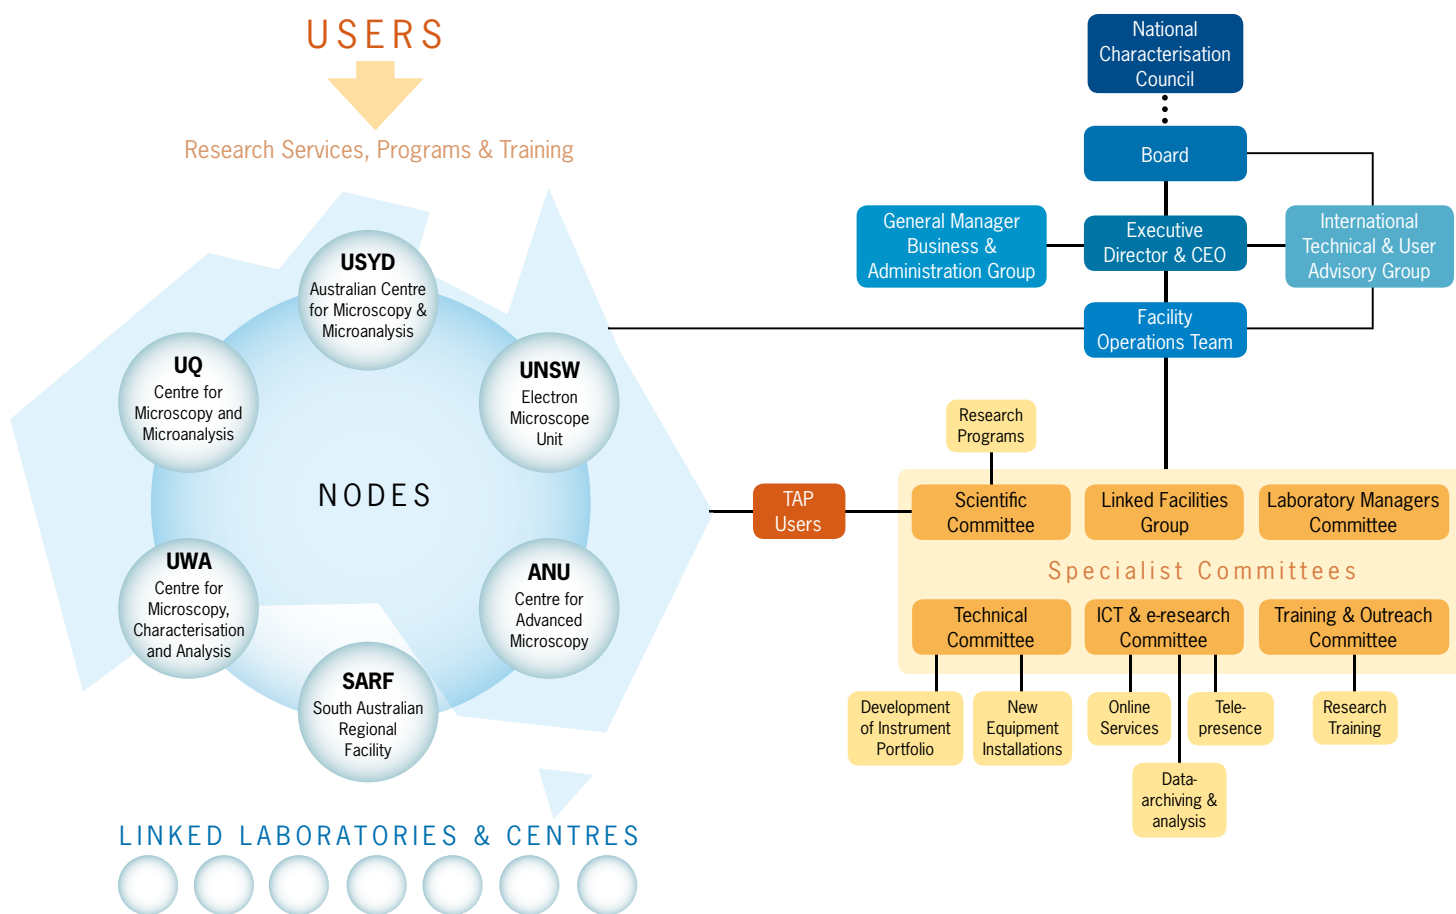 USERS
Research Services, Programs & Training
USYD
Australian Centre
for Microscopy &
Microanalysis
UQ
Centre for
Microscopy and
Microanalysis
UNSW
Electron
Microscope
Unit
NODES
UWA
Centre for
Microscopy,
Characterisation
and Analysis
ANU
Centre for
Advanced
Microscopy
SARF
South Australian
Regional
Facility
LINKED LABORATORIES & CENTRES
National
Characterisation
Council
Board
General Manager
Business &
Administration Group
Executive
Director & CEO
International
Technical & User
Advisory Group
Facility
Operations Team
Research
Programs
TAP
Users
Scientific
Committee
Linked Facilities
Group
Laboratory Managers
Committee
Specialist Committees
Technical
Committee
ICT & e-research
Committee
Training & Outreach
Committee
Development
of Instrument
Portfolio
New
Equipment
Installations
Online
Services
Tele-
presence
Research
Training
Data-
archiving &
analysis